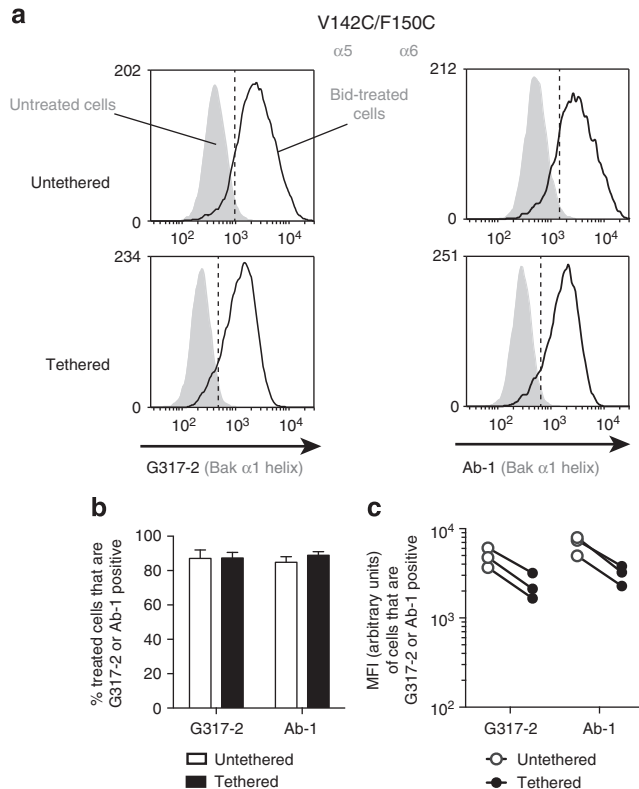 a
V142C/F150C
α5 α6
202
212
Untreated cells
Bid-treated
cells
Untethered
0
0
10² 10³ 10⁴
10² 10³ 10⁴
234
251
Tethered
0
0
10² 10³ 10⁴
10² 10³ 10⁴
G317-2 (Bak α1 helix)
Ab-1 (Bak α1 helix)
b
% treated cells that are
G317-2 or Ab-1 positive
100
80
60
40
20
0
G317-2 Ab-1
Untethered
Tethered
c
MFI (arbitrary units)
of cells that are
G317-2 or Ab-1 positive
10⁴
10³
10²
G317-2 Ab-1
Untethered
Tethered